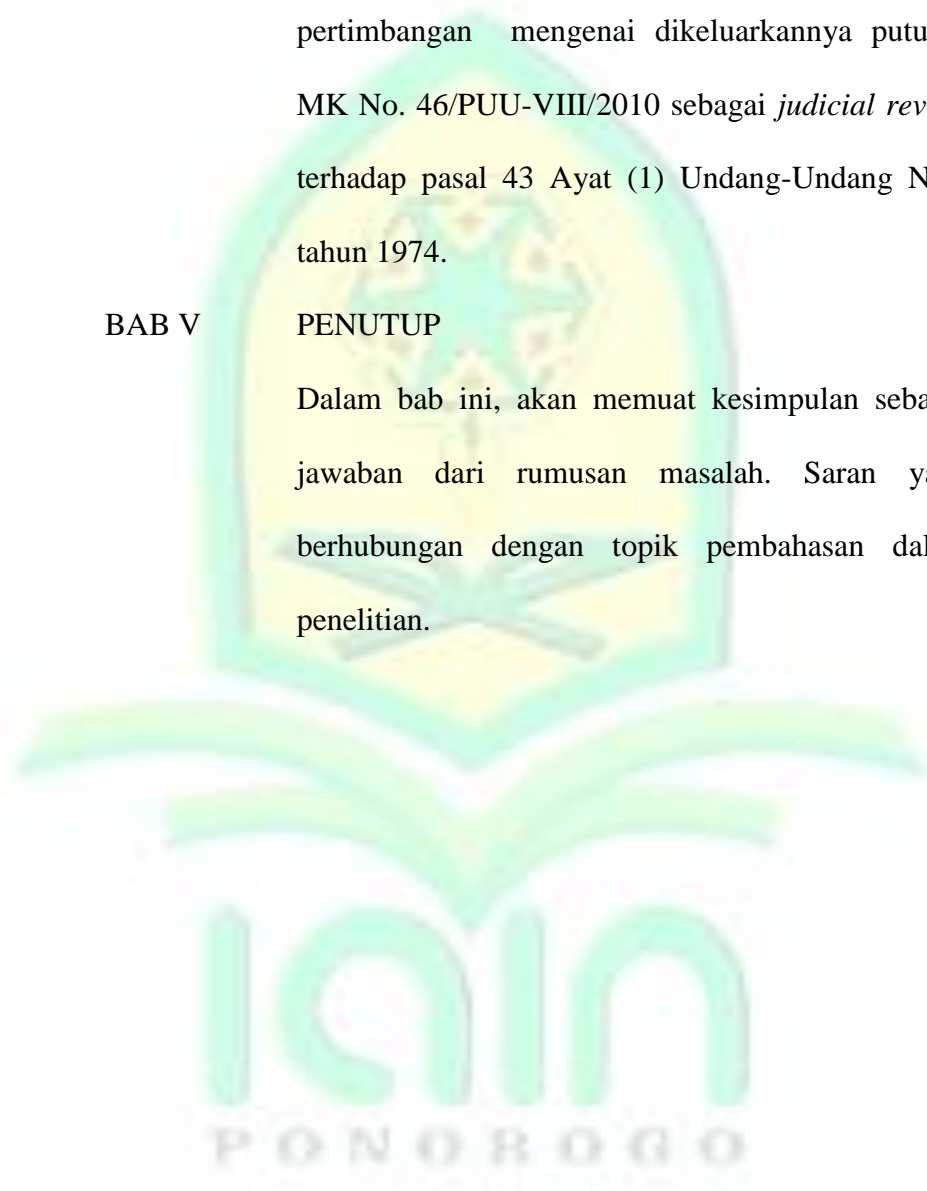 pertimbangan mengenai dikeluarkannya putu
MK No. 46/PUU-VIII/2010 sebagai judicial rev
terhadap pasal 43 Ayat (1) Undang-Undang N
tahun 1974.
BAB V PENUTUP
Dalam bab ini, akan memuat kesimpulan seba
jawaban dari rumusan masalah. Saran ya
berhubungan dengan topik pembahasan dal
penelitian.
iain
PONOROGO